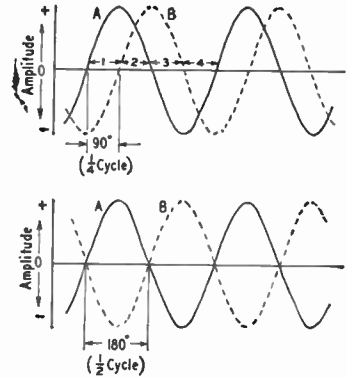 +
A
B
Amplitude
0
1
2
3
4
-
90°
(¼ Cycle)
+
A
B
Amplitude
0
-
180°
(½ Cycle)